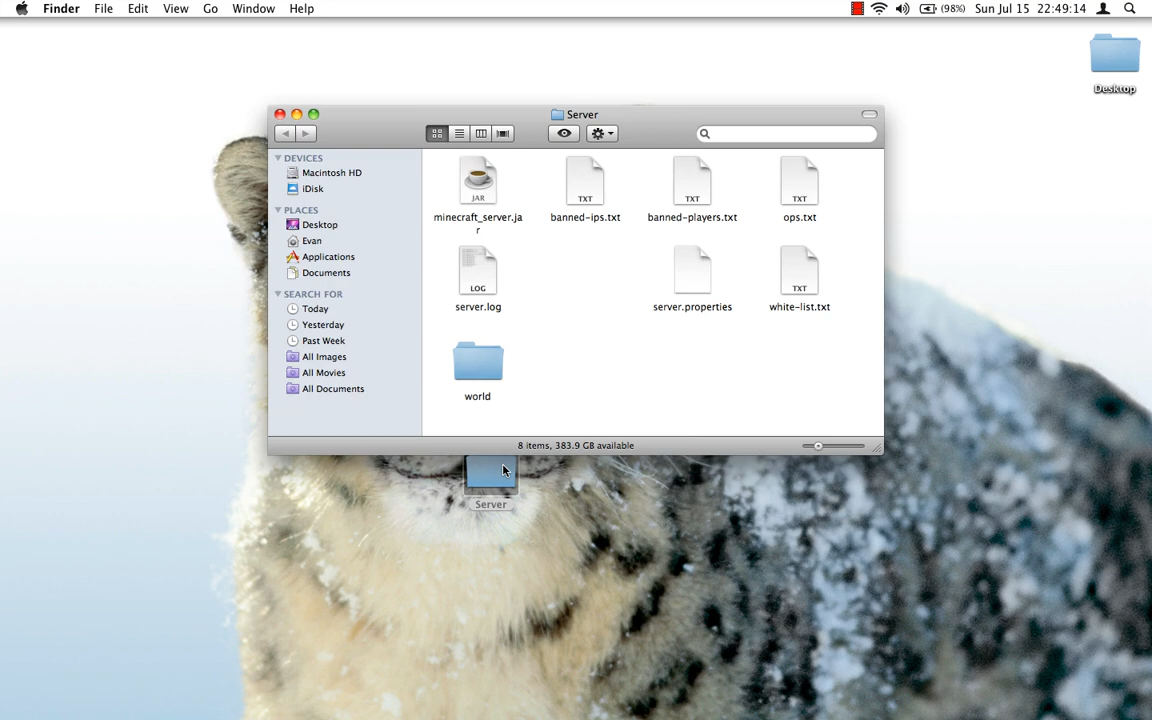 Finder File Edit View Go Window Help (98%) Sun Jul 15 22:49:14
Desktop
Server
DEVICES
Macintosh HD
iDisk
PLACES
Desktop
Evan
Applications
Documents
SEARCH FOR
Today
Yesterday
Past Week
All Images
All Movies
All Documents
JAR
minecraft_server.ja
r
TXT
banned-ips.txt
TXT
banned-players.txt
TXT
ops.txt
LOG
server.log
server.properties
TXT
white-list.txt
world
8 items, 383.9 GB available
Server